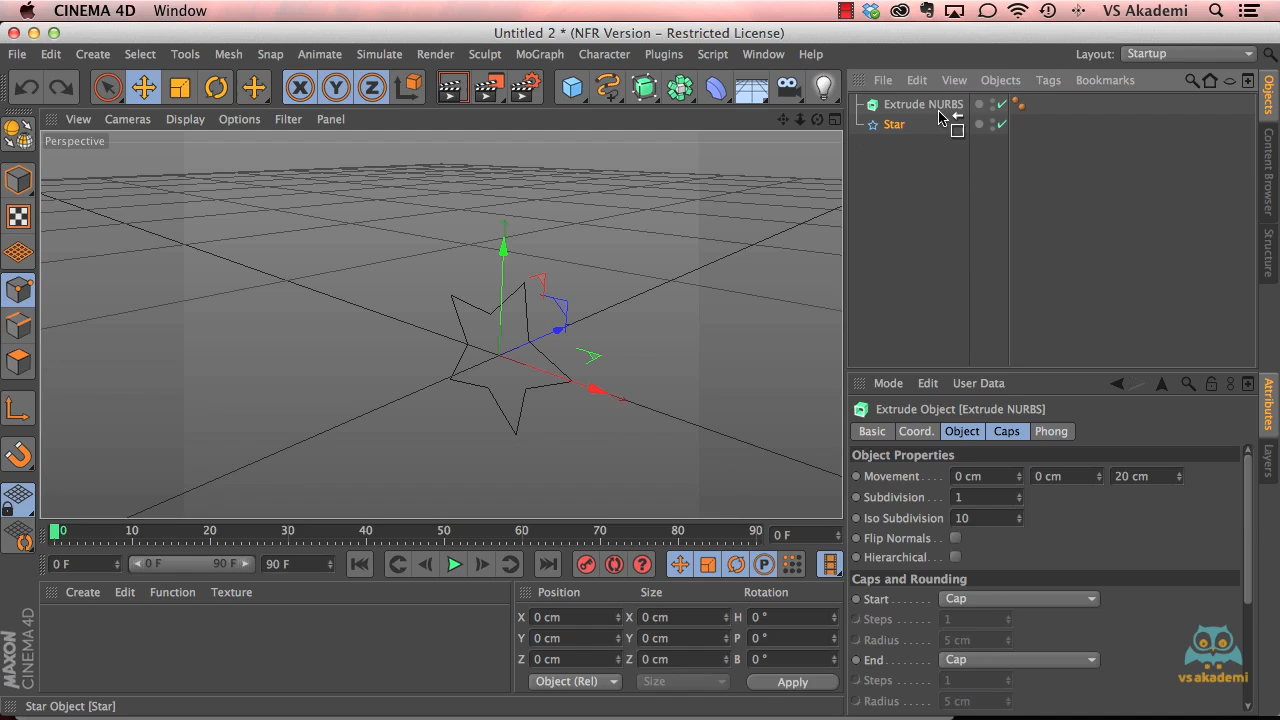 CINEMA 4D Window VS Akademi
Untitled 2 * (NFR Version - Restricted License)
File Edit Create Select Tools Mesh Snap Animate Simulate Render Sculpt MoGraph Character Plugins Script Window Help Layout: Startup
X Y Z
File Edit View Objects Tags Bookmarks
Extrude NURBS
Star
Objects
Content Browser
Structure
View Cameras Display Options Filter Panel
Perspective
Mode Edit User Data
Extrude Object [Extrude NURBS]
Basic Coord. Object Caps Phong
Attributes
Layers
Object Properties
Movement . . . . 0 cm 0 cm 20 cm
Subdivision . . . 1
Iso Subdivision 10
Flip Normals . .
Hierarchical. . .
Caps and Rounding
Start . . . . . . . Cap
Steps . . . . . . 1
Radius . . . . . 5 cm
End . . . . . . . . Cap
Steps . . . . . . 1
Radius . . . . . 5 cm
0 10 20 30 40 50 60 70 80 90 0 F
0 F 0 F 90 F 90 F
P
Create Edit Function Texture
Position Size Rotation
X 0 cm X 0 cm H 0 °
Y 0 cm Y 0 cm P 0 °
Z 0 cm Z 0 cm B 0 °
Object (Rel) Size Apply
MAXON
CINEMA 4D
vsakademi
Star Object [Star]